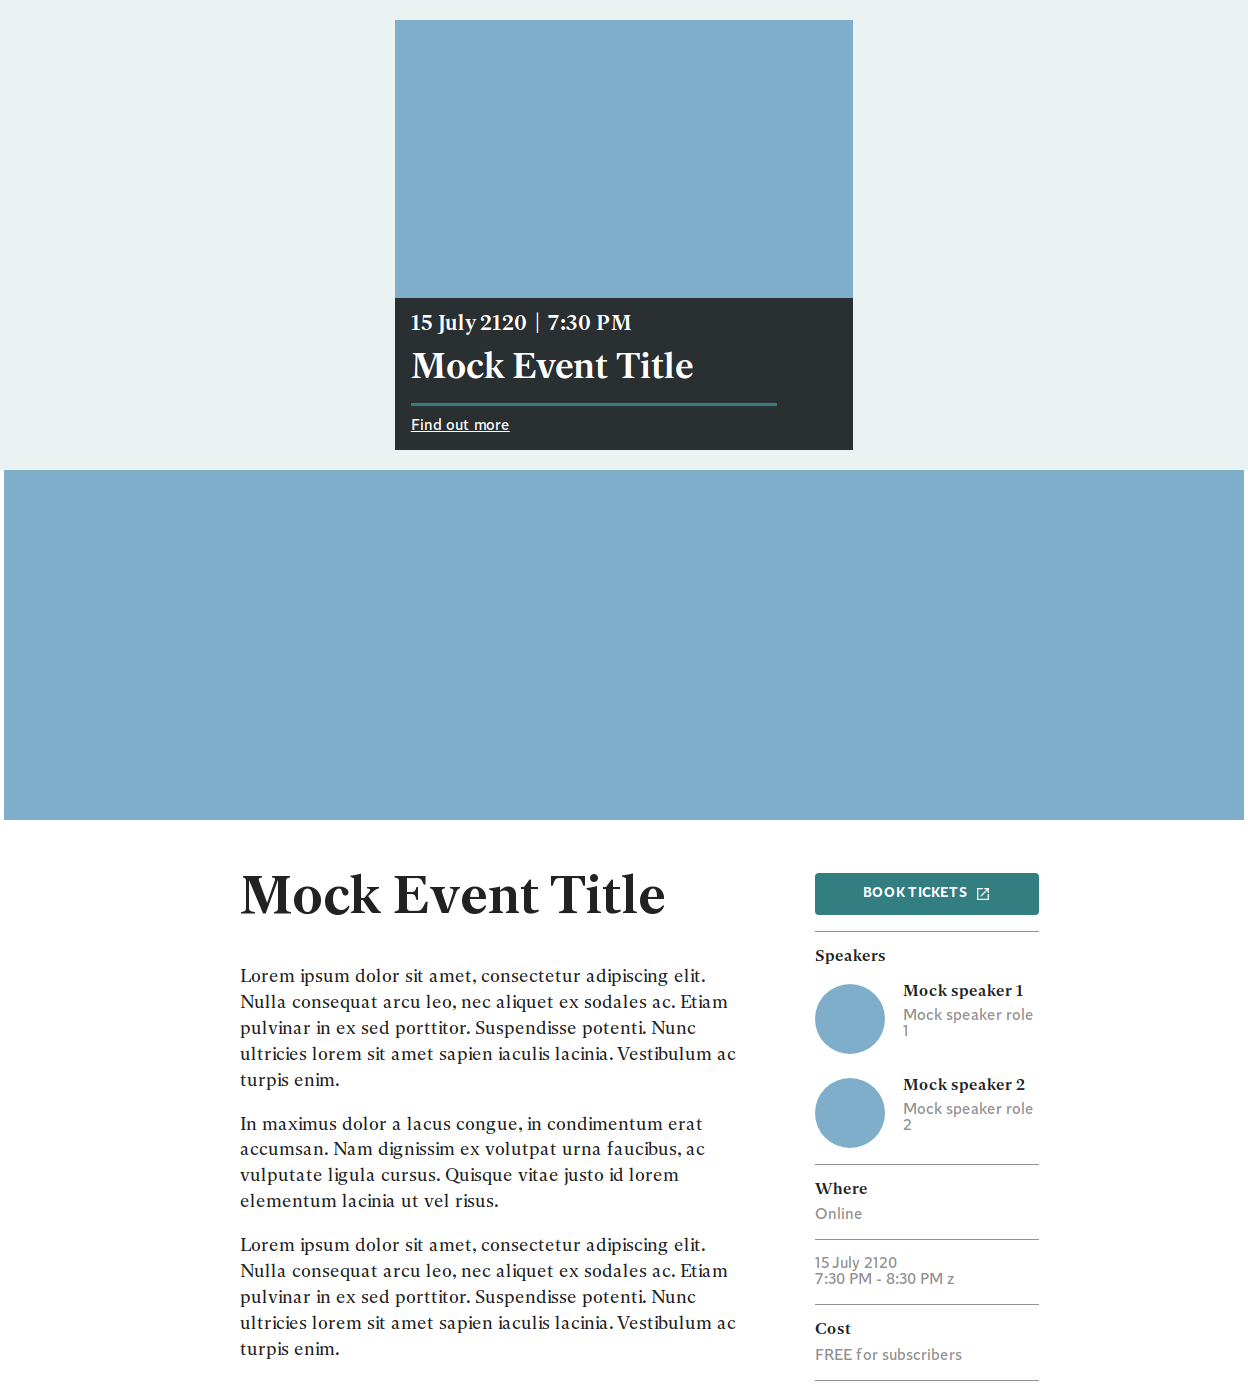 15 July 2120 | 7:30 PM
Mock Event Title
Find out more
Mock Event Title
Lorem ipsum dolor sit amet, consectetur adipiscing elit.
Nulla consequat arcu leo, nec aliquet ex sodales ac. Etiam
pulvinar in ex sed porttitor. Suspendisse potenti. Nunc
ultricies lorem sit amet sapien iaculis lacinia. Vestibulum ac
turpis enim.
In maximus dolor a lacus congue, in condimentum erat
accumsan. Nam dignissim ex volutpat urna faucibus, ac
vulputate ligula cursus. Quisque vitae justo id lorem
elementum lacinia ut vel risus.
Lorem ipsum dolor sit amet, consectetur adipiscing elit.
Nulla consequat arcu leo, nec aliquet ex sodales ac. Etiam
pulvinar in ex sed porttitor. Suspendisse potenti. Nunc
ultricies lorem sit amet sapien iaculis lacinia. Vestibulum ac
turpis enim.
BOOK TICKETS
Speakers
Mock speaker 1
Mock speaker role
1
Mock speaker 2
Mock speaker role
2
Where
Online
15 July 2120
7:30 PM - 8:30 PM z
Cost
FREE for subscribers